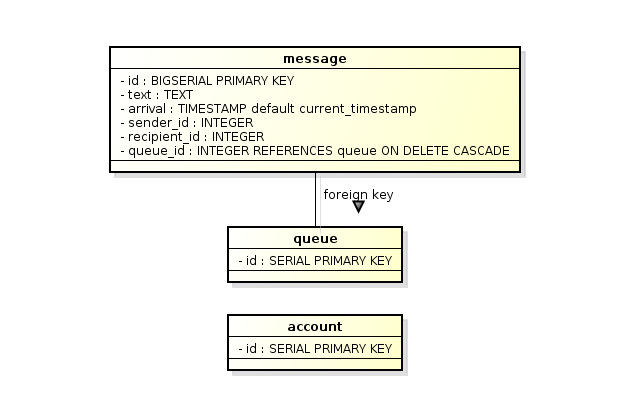 message
- id : BIGSERIAL PRIMARY KEY
- text : TEXT
- arrival : TIMESTAMP default current_timestamp
- sender_id : INTEGER
- recipient_id : INTEGER
- queue_id : INTEGER REFERENCES queue ON DELETE CASCADE
foreign key
queue
- id : SERIAL PRIMARY KEY
account
- id : SERIAL PRIMARY KEY